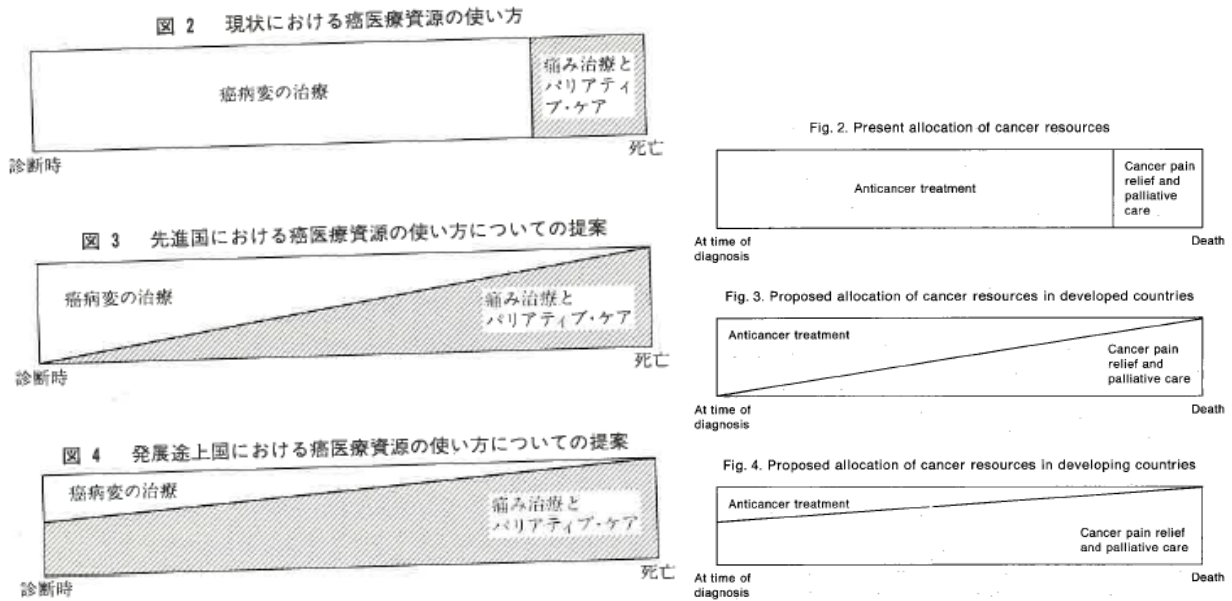 図 2 現状における癌医療資源の使い方
癌病変の治療
痛み治療と
パリアティ
ブ・ケア
診断時
死亡
図 3 先進国における癌医療資源の使い方についての提案
癌病変の治療
痛み治療と
パリアティブ・ケア
診断時
死亡
図 4 発展途上国における癌医療資源の使い方についての提案
癌病変の治療
痛み治療と
パリアティブ・ケア
診断時
死亡
Fig. 2. Present allocation of cancer resources
Anticancer treatment
Cancer pain
relief and
palliative
care
At time of
diagnosis
Death
Fig. 3. Proposed allocation of cancer resources in developed countries
Anticancer treatment
Cancer pain
relief and
palliative care
At time of
diagnosis
Death
Fig. 4. Proposed allocation of cancer resources in developing countries
Anticancer treatment
Cancer pain relief
and palliative care
At time of
diagnosis
Death